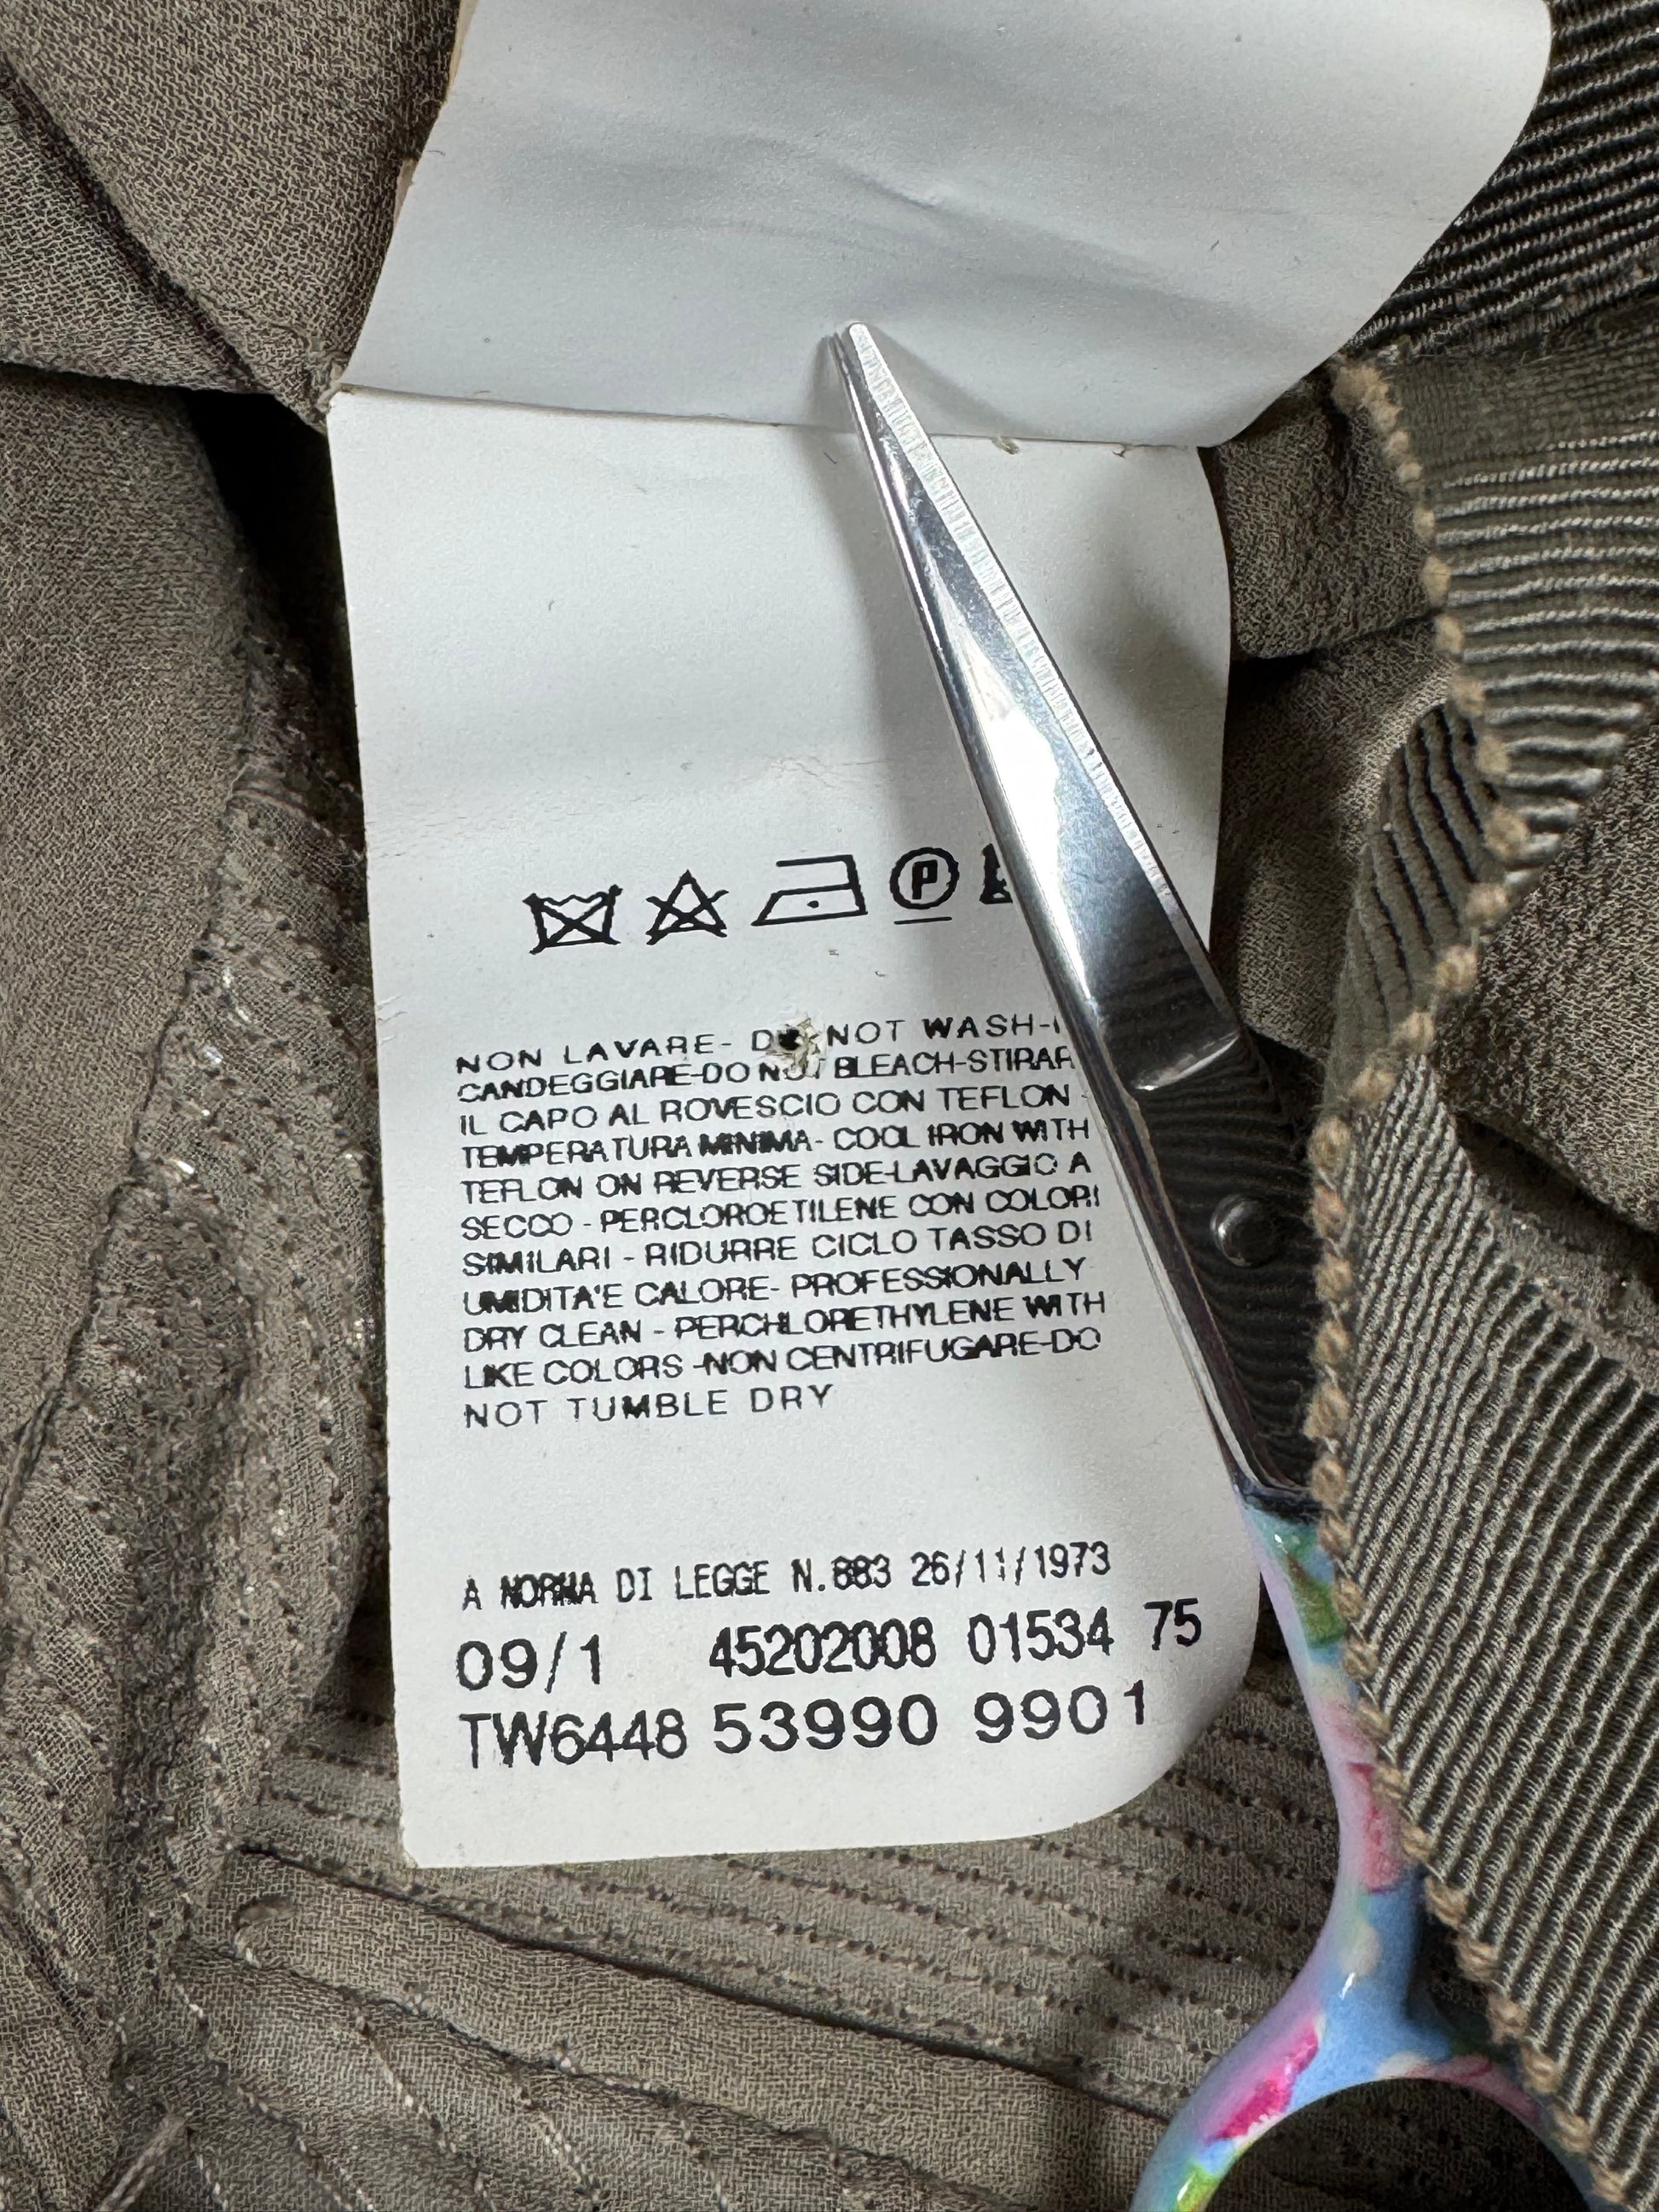 P
NON LAVARE- DO NOT WASH-
CANDEGGIARE-DO NOT BLEACH-STIRAR
IL CAPO AL ROVESCIO CON TEFLON -
TEMPERATURA MINIMA- COOL IRON WITH
TEFLON ON REVERSE SIDE-LAVAGGIO A
SECCO - PERCLOROETILENE CON COLORI
SIMILARI - RIDURRE CICLO TASSO DI
UMIDITA'E CALORE- PROFESSIONALLY
DRY CLEAN - PERCHLORETHYLENE WITH
LIKE COLORS -NON CENTRIFUGARE-DO
NOT TUMBLE DRY
A NORMA DI LEGGE N.883 26/11/1973
09/1 45202008 01534 75
TW6448 53990 9901